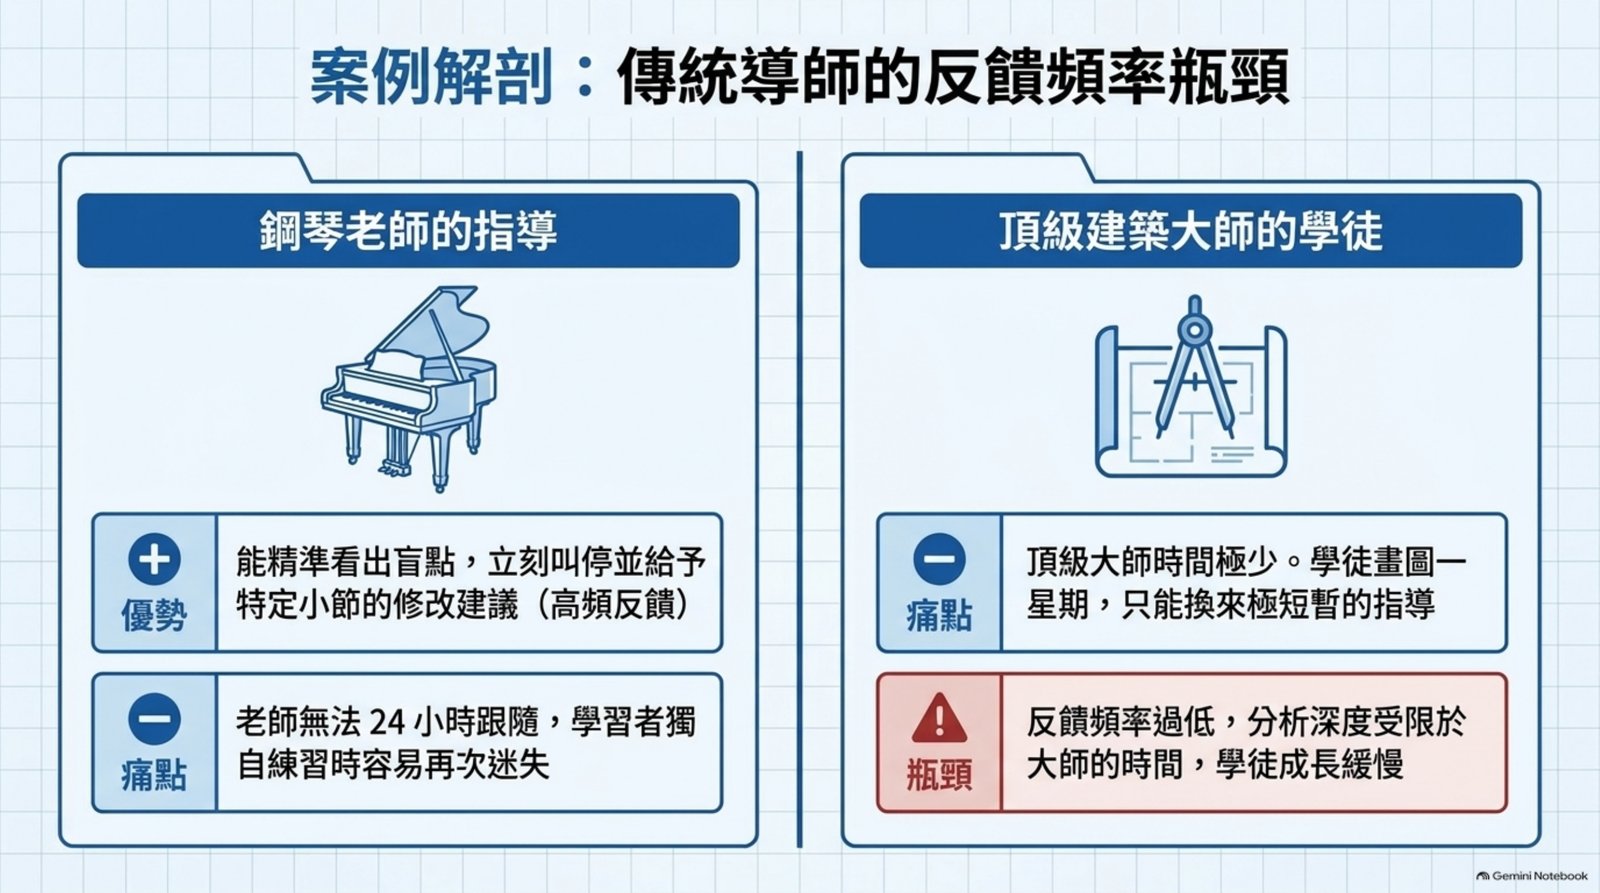 案例解剖：傳統導師的反饋頻率瓶頸
鋼琴老師的指導
優勢
能精準看出盲點，立刻叫停並給予
特定小節的修改建議（高頻反饋）
痛點
老師無法 24 小時跟隨，學習者獨
自練習時容易再次迷失
頂級建築大師的學徒
痛點
頂級大師時間極少。學徒畫圖一
星期，只能換來極短暫的指導
瓶頸
反饋頻率過低，分析深度受限於
大師的時間，學徒成長緩慢
Gemini Notebook